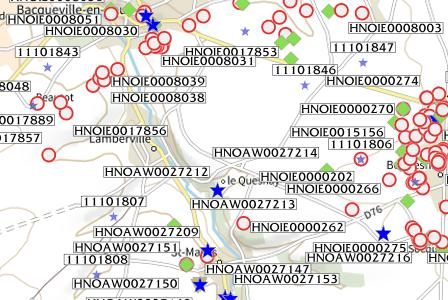 Bacqueville-en-
HNOIE0008051
HNOIE0008030
HNOIE0008003
11101843
HNOIE0017853
11101847
HNOIE0008031
11101846
HNOIE0000274
8048
HNOIE0008039
HNOIE0008038
0017889
HNOIE0000270
HNOIE0017856
HNOIE0015156
17857
Lamberville
11101806
HNOAW0027214
HNOAW0027212
HNOIE0000202
le Quesnay
HNOIE0000266
11101807
HNOAW0027213
D76
HNOAW0027209
HNOIE0000262
HNOAW0027151
HNOIE0000275
11101808
HNOAW0027216
HNOAW0027147
HNOAW0027150
HNOAW0027153